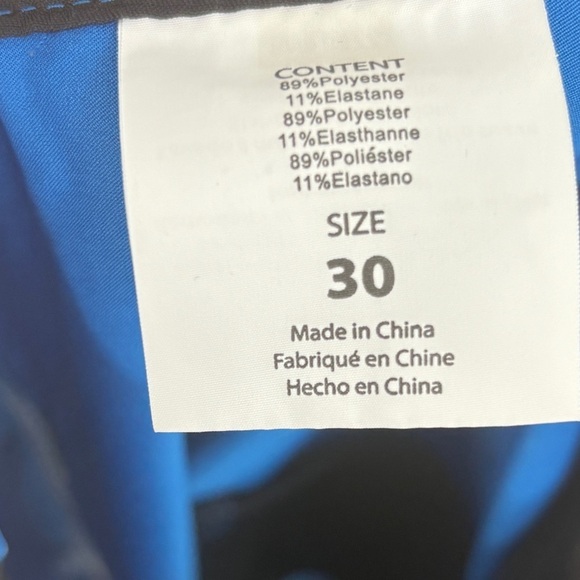 CONTENT
89%Polyester
11%Elastane
89%Polyester
11%Elasthanne
89%Poliéster
11%Elastano
SIZE
30
Made in China
Fabriqué en Chine
Hecho en China